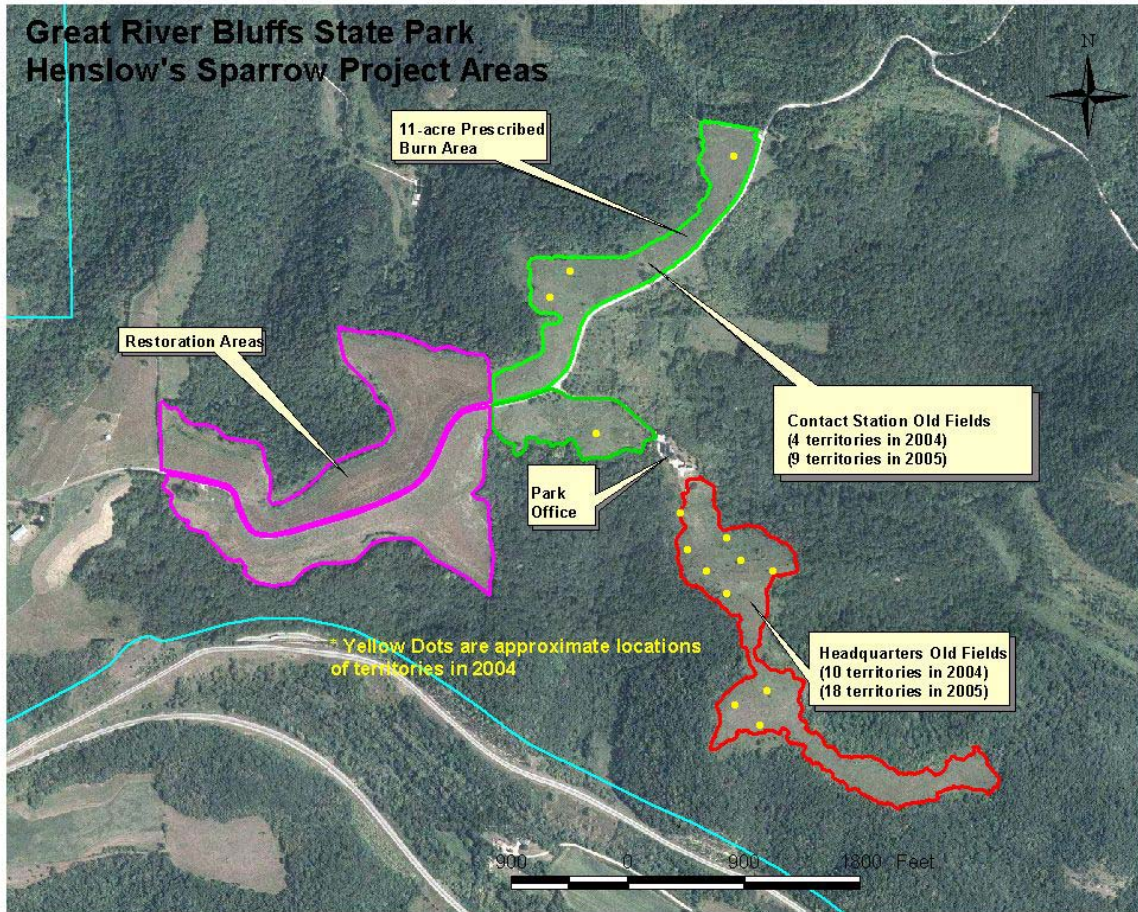 Great River Bluffs State Park
Henslow's Sparrow Project Areas
N
11-acre Prescribed
Burn Area
Restoration Areas
Contact Station Old Fields
(4 territories in 2004)
(9 territories in 2005)
Park
Office
* Yellow Dots are approximate locations
of territories in 2004
Headquarters Old Fields
(10 territories in 2004)
(18 territories in 2005)
900 0 900 1800 Feet